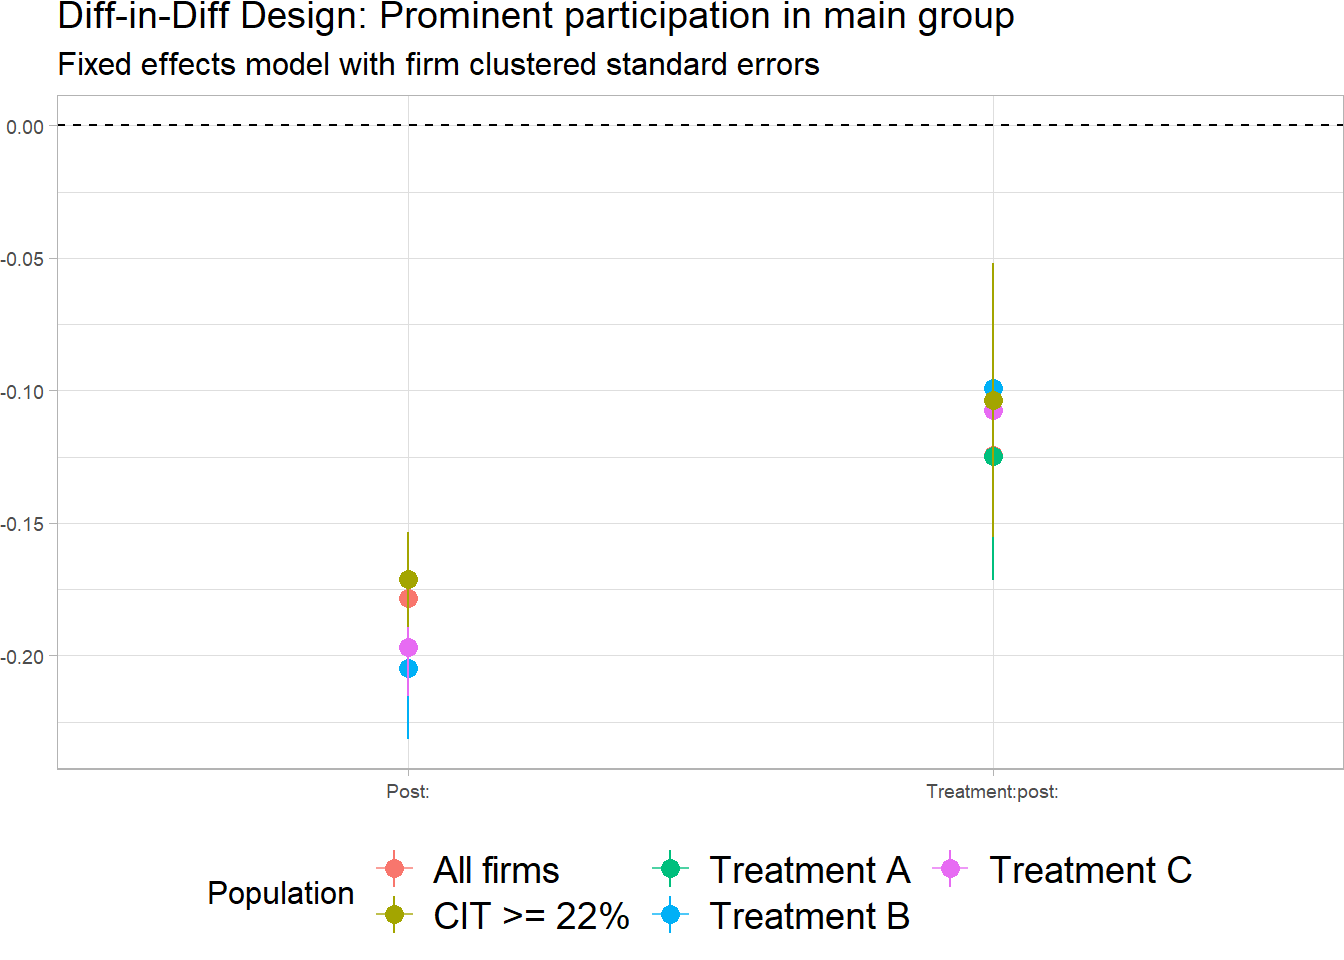 Diff-in-Diff Design: Prominent participation in main group
Fixed effects model with firm clustered standard errors
0.00
-0.05
-0.10
-0.15
-0.20
Post:
Treatment:post:
Population
All firms
Treatment A
Treatment C
CIT >= 22%
Treatment B